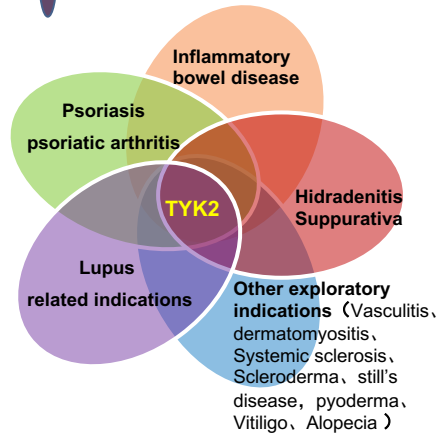 Inflammatory
bowel disease
Psoriasis
psoriatic arthritis
Hidradenitis
Suppurativa
TYK2
Lupus
related indications
Other exploratory
indications（Vasculitis、
dermatomyositis、
Systemic sclerosis、
Scleroderma、still’s
disease，pyoderma、
Vitiligo、Alopecia）